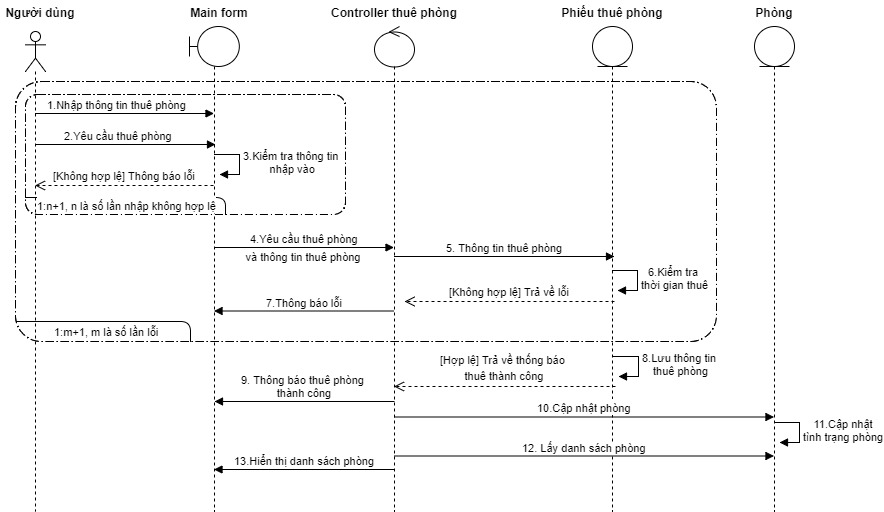 Người dùng
Main form
Controller thuê phòng
Phiếu thuê phòng
Phòng
1.Nhập thông tin thuê phòng
2.Yêu cầu thuê phòng
3.Kiểm tra thông tin
nhập vào
[Không hợp lệ] Thông báo lỗi
1:n+1, n là số lần nhập không hợp lệ
4.Yêu cầu thuê phòng
và thông tin thuê phòng
5. Thông tin thuê phòng
6.Kiểm tra
thời gian thuê
[Không hợp lệ] Trả về lỗi
7.Thông báo lỗi
1:m+1, m là số lần lỗi
8.Lưu thông tin
thuê phòng
[Hợp lệ] Trả về thống báo
thuê thành công
9. Thông báo thuê phòng
thành công
10.Cập nhật phòng
11.Cập nhật
tình trạng phòng
12. Lấy danh sách phòng
13.Hiển thị danh sách phòng